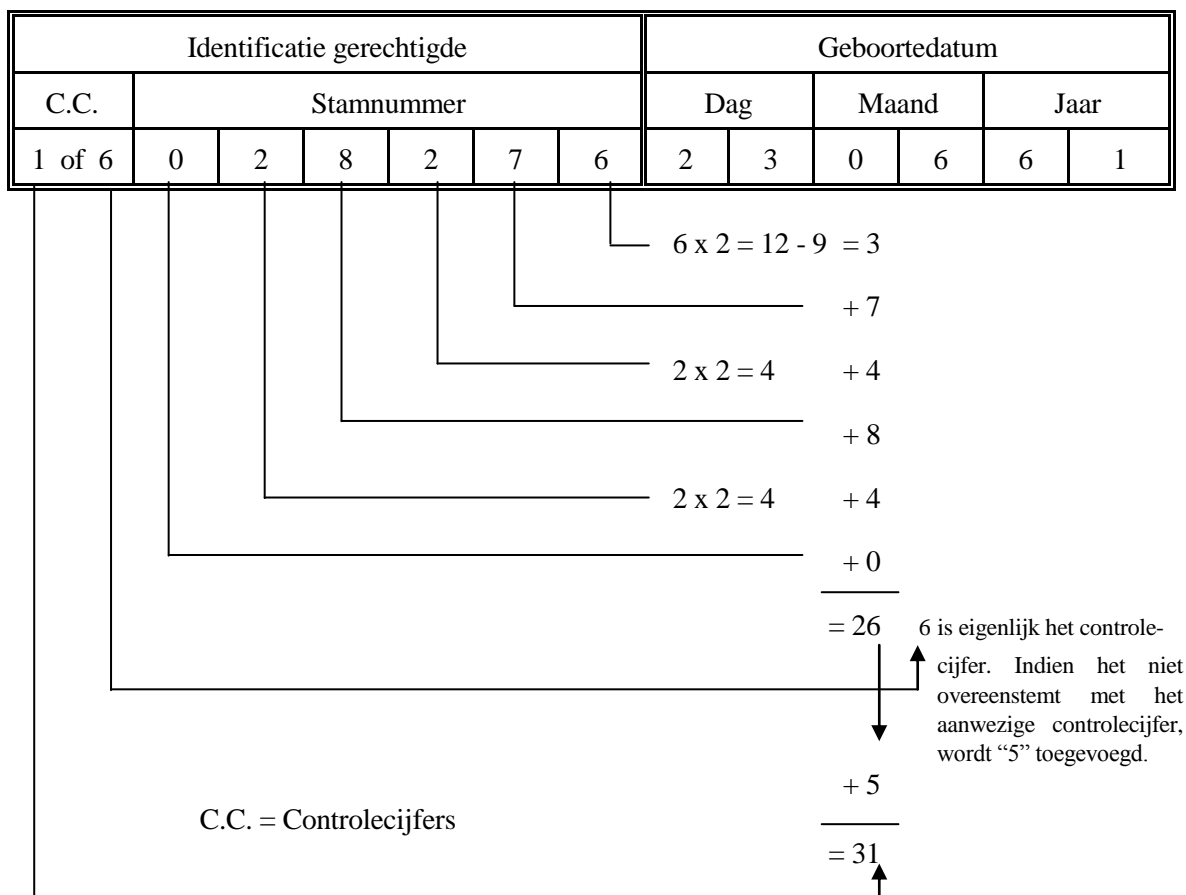 Identificatie gerechtigde Geboortedatum
C.C. Stamnummer Dag Maand Jaar
1 of 6 0 2 8 2 7 6 2 3 0 6 6 1
6 x 2 = 12 - 9 = 3
+ 7
2 x 2 = 4 + 4
+ 8
2 x 2 = 4 + 4
+ 0
= 26 6 is eigenlijk het controle-
cijfer. Indien het niet
overeenstemt met het
aanwezige controlecijfer,
wordt “5” toegevoegd.
+ 5
C.C. = Controlecijfers
= 31